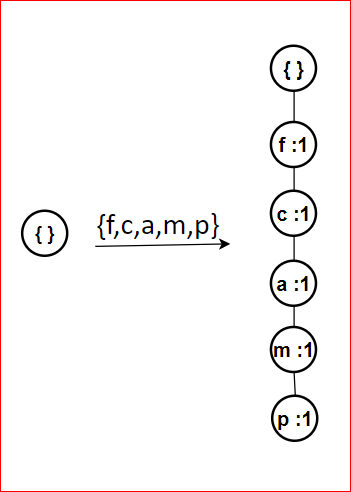 { }
{f,c,a,m,p}
{ }
f :1
c :1
a :1
m :1
p :1